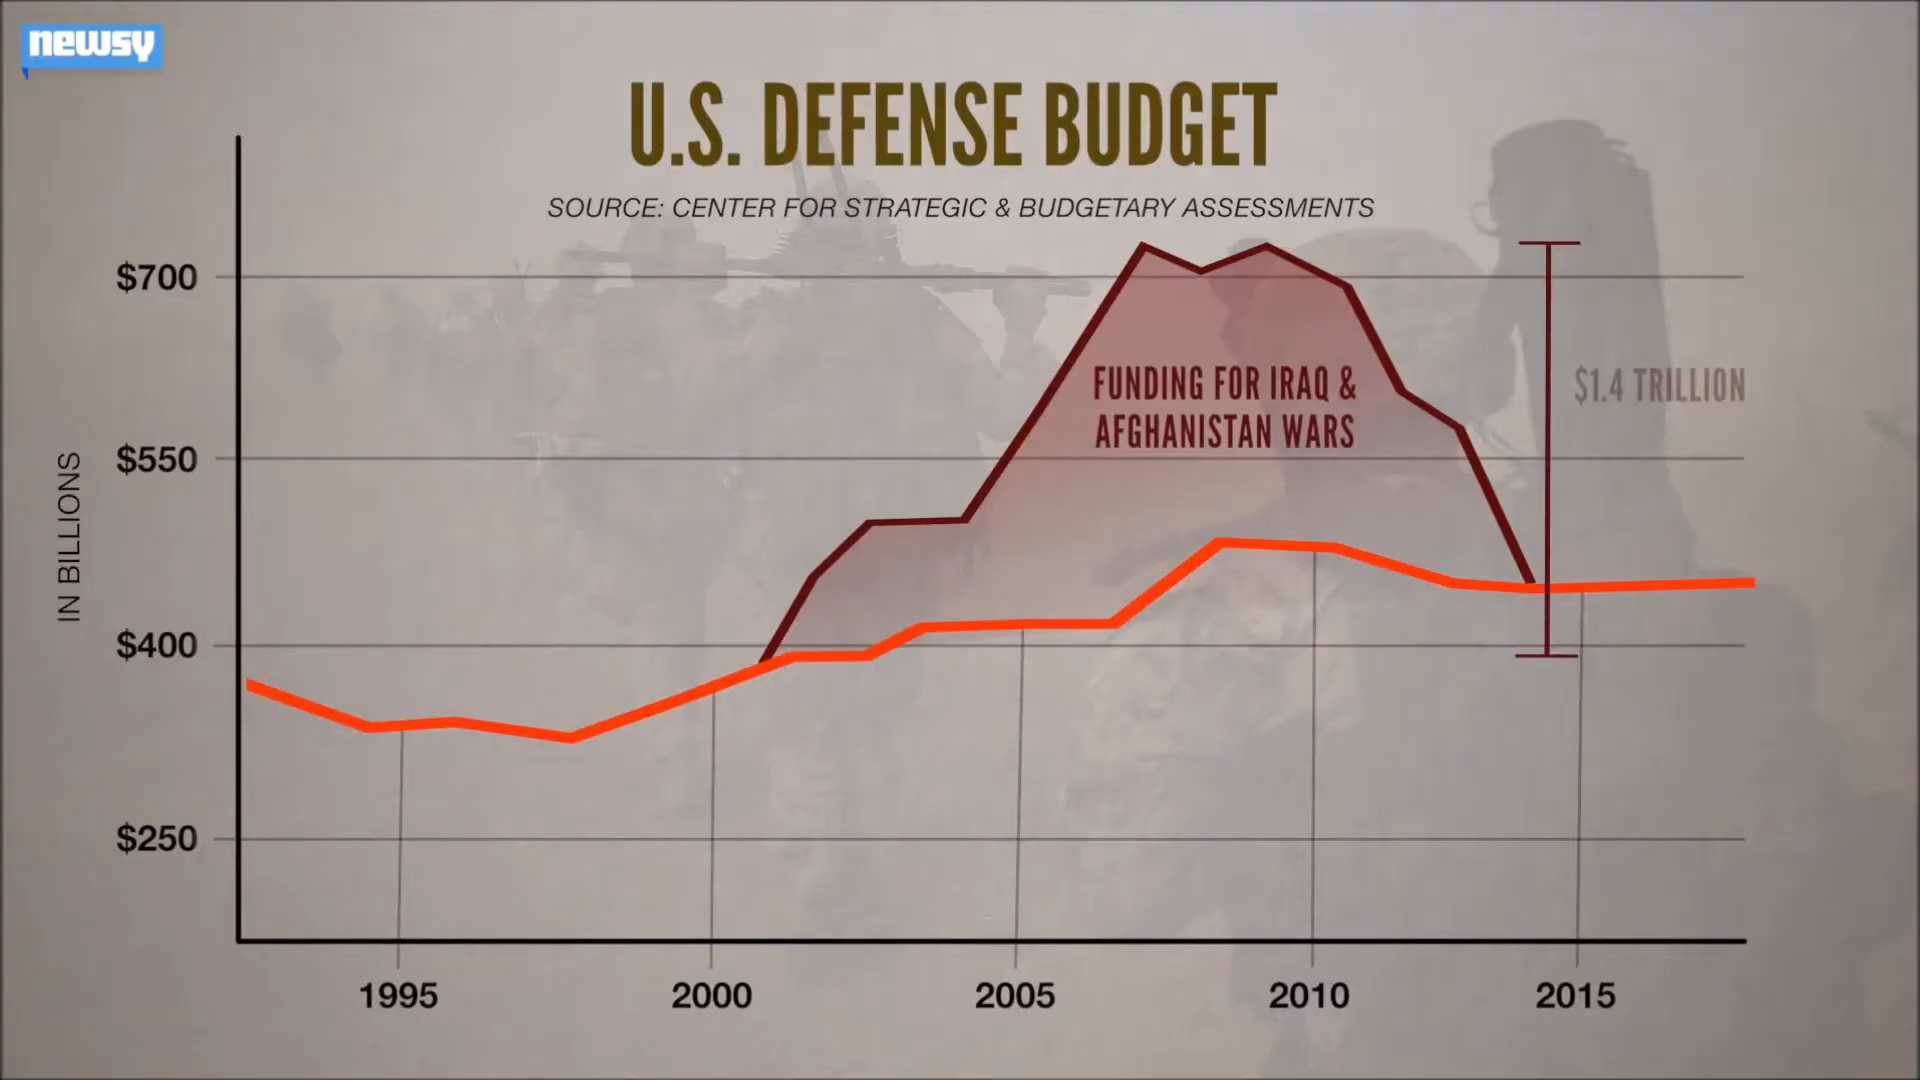 newsy
U.S. DEFENSE BUDGET
SOURCE: CENTER FOR STRATEGIC & BUDGETARY ASSESSMENTS
$700
FUNDING FOR IRAQ &
AFGHANISTAN WARS
$1.4 TRILLION
$550
IN BILLIONS
$400
$250
1995
2000
2005
2010
2015